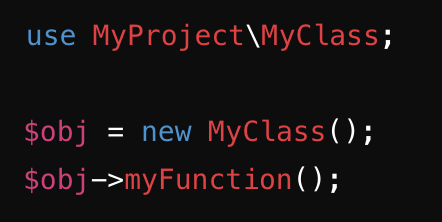 use MyProject\MyClass;
$obj = new MyClass();
$obj->myFunction();